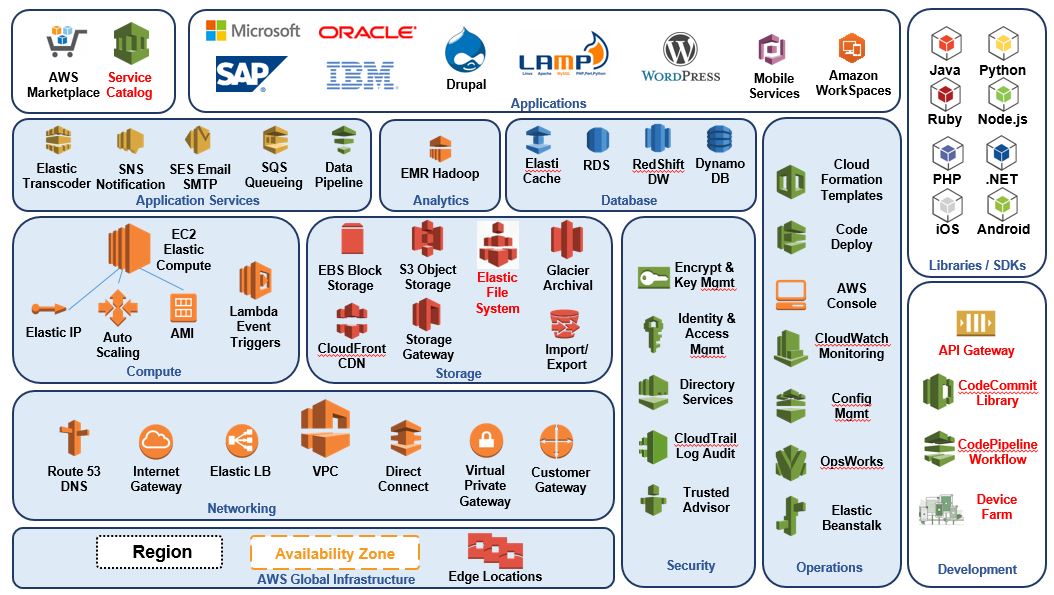 AWS
Marketplace
Service
Catalog
Microsoft
ORACLE
SAP
IBM
Drupal
LAMP
Linux Apache MySQL PHP,Perl,Python
WORDPRESS
Mobile
Services
Amazon
WorkSpaces
Applications
Java
Python
Ruby
Node.js
PHP
.NET
iOS
Android
Libraries / SDKs
Elastic
Transcoder
SNS
Notification
SES Email
SMTP
SQS
Queueing
Data
Pipeline
Application Services
EMR Hadoop
Analytics
Elasti
Cache
RDS
RedShift
DW
Dynamo
DB
Database
EC2
Elastic
Compute
Elastic IP
Auto
Scaling
AMI
Lambda
Event
Triggers
Compute
EBS Block
Storage
S3 Object
Storage
Elastic
File
System
Glacier
Archival
CloudFront
CDN
Storage
Gateway
Import/
Export
Storage
Route 53
DNS
Internet
Gateway
Elastic LB
VPC
Direct
Connect
Virtual
Private
Gateway
Customer
Gateway
Networking
Region
Availability Zone
Edge Locations
AWS Global Infrastructure
Encrypt &
Key Mgmt
Identity &
Access
Mgmt
Directory
Services
CloudTrail
Log Audit
Trusted
Advisor
Security
Cloud
Formation
Templates
Code
Deploy
AWS
Console
CloudWatch
Monitoring
Config
Mgmt
OpsWorks
Elastic
Beanstalk
Operations
API Gateway
CodeCommit
Library
CodePipeline
Workflow
Device
Farm
Development